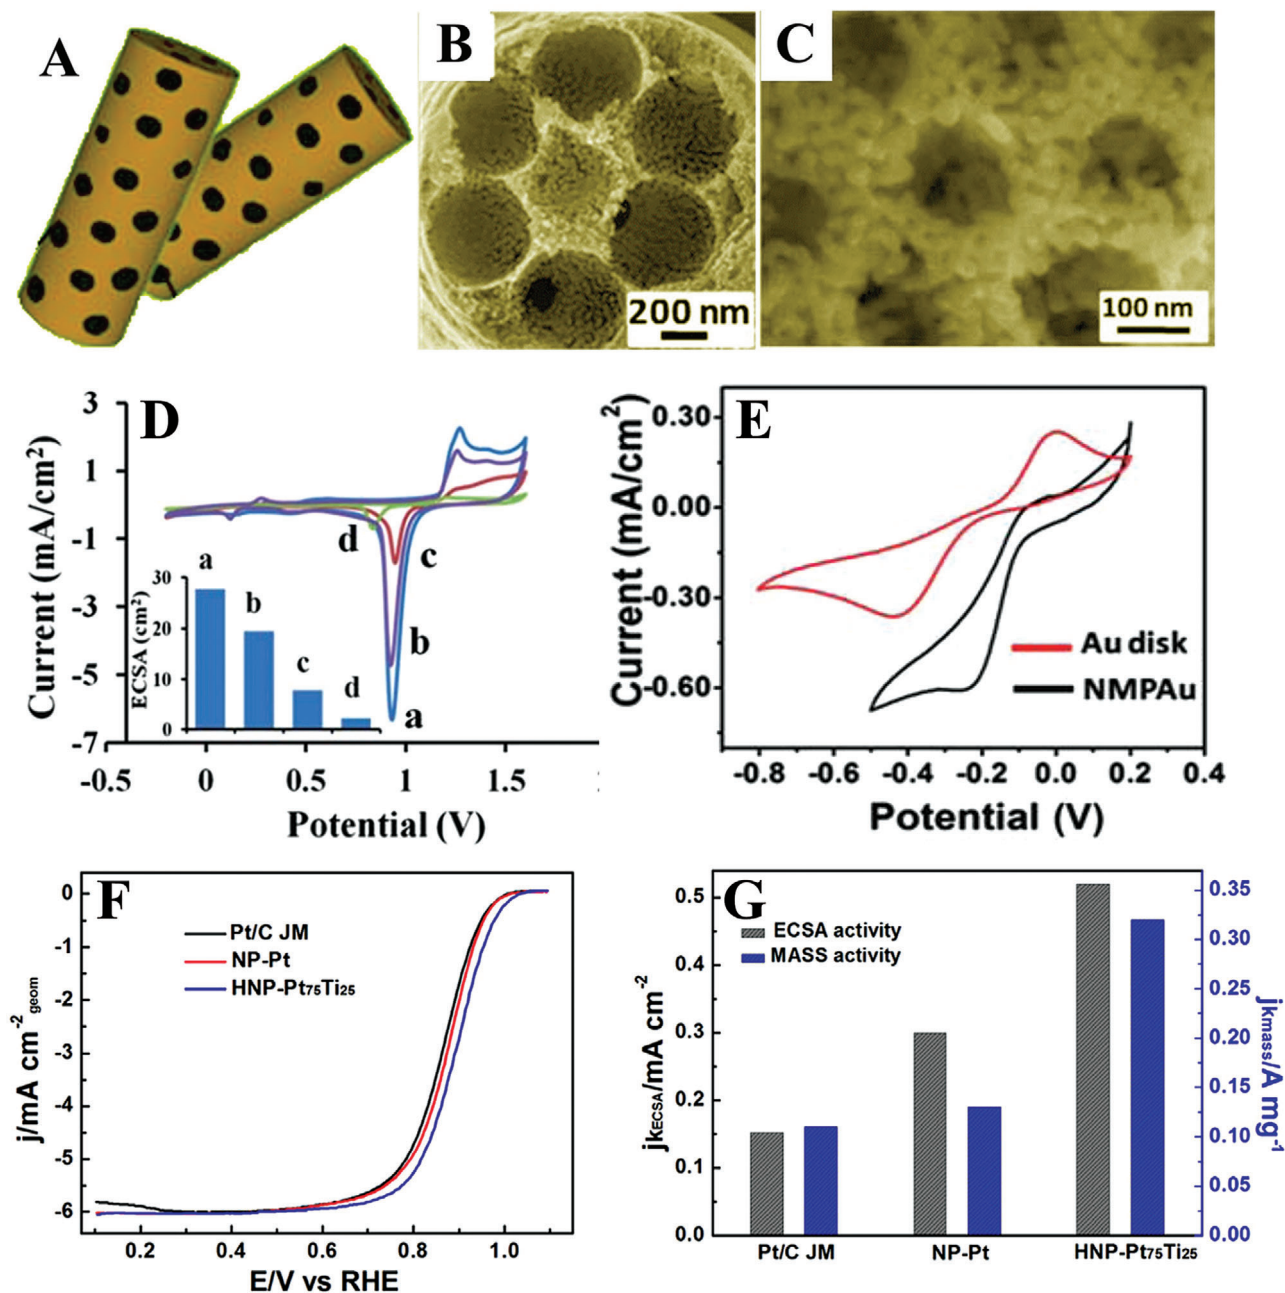 A
B
200 nm
C
100 nm
D
3
1
-1
-3
-5
-7
-0.5
0
0.5
1
1.5
Current (mA/cm²)
Potential (V)
a
b
c
d
ECSA (cm²)
30
20
10
0
a
b
c
d
E
0.30
0.00
-0.30
-0.60
-0.8
-0.6
-0.4
-0.2
0.0
0.2
0.4
Current (mA/cm²)
Potential (V)
Au disk
NMPAu
F
0
-1
-2
-3
-4
-5
-6
0.2
0.4
0.6
0.8
1.0
j/mA cm⁻² geom
E/V vs RHE
Pt/C JM
NP-Pt
HNP-Pt₇₅Ti₂₅
G
ECSA activity
MASS activity
0.5
0.4
0.3
0.2
0.1
0.0
jkECSA/mA cm⁻²
0.35
0.30
0.25
0.20
0.15
0.10
0.05
0.00
jkmass/A mg⁻¹
Pt/C JM
NP-Pt
HNP-Pt₇₅Ti₂₅